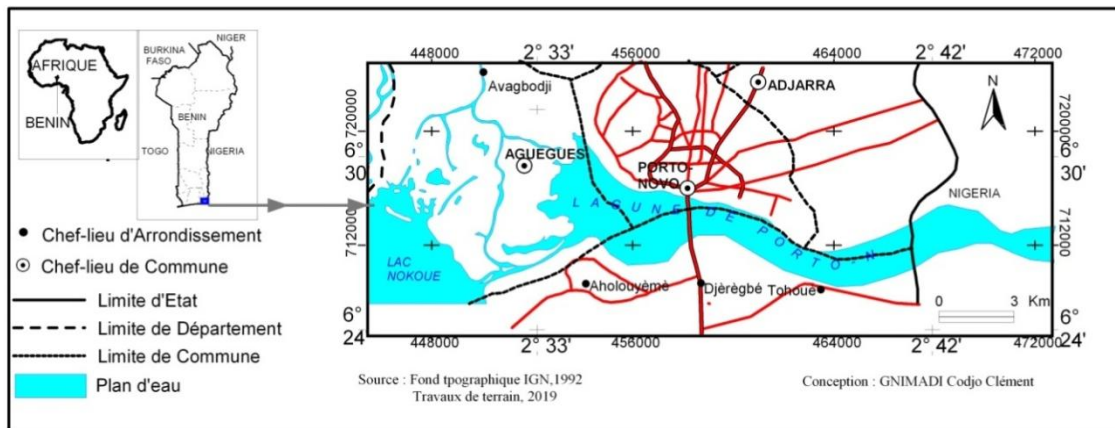 AFRIQUE
BENIN
BURKINA
FASO
NIGER
BENIN
TOGO
NIGERIA
Chef-lieu d'Arrondissement
Chef-lieu de Commune
Limite d'Etat
Limite de Département
Limite de Commune
Plan d'eau
448000
2° 33'
456000
464000
2° 42'
472000
720000
6°
30'
712000
6°
24'
720000
6°
30'
712000
6°
24'
448000
2° 33'
456000
464000
2° 42'
472000
Avagbodji
ADJARRA
AGUEGUES
PORTO-
NOVO
NIGERIA
N
LAGUNE DE PORTO-N
LAC
NOKOUE
Aholouyèmè
Djèrègbé
Tohoue
0 3 Km
Source : Fond tpographique IGN,1992
Travaux de terrain, 2019
Conception : GNIMADI Codjo Clément